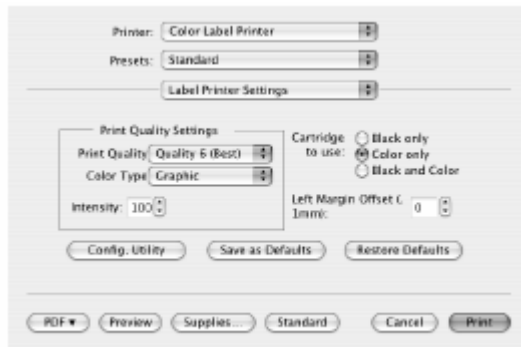 Printer: Color Label Printer
Presets: Standard
Label Printer Settings
Print Quality Settings
Print Quality Quality 6 (Best)
Color Type Graphic
Intensity: 100
Cartridge to use: Black only
Color only
Black and Color
Left Margin Offset (.1mm): 0
Config. Utility Save as Defaults Restore Defaults
PDF Preview Supplies... Standard Cancel Print